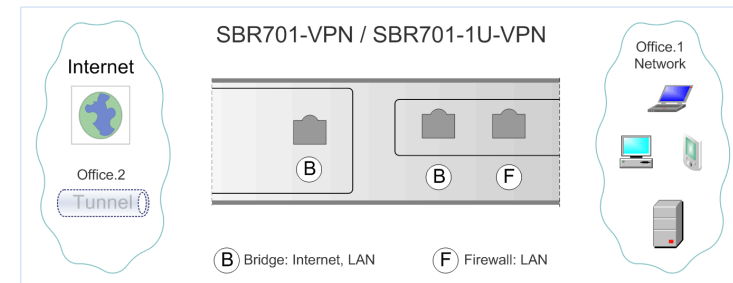 SBR701-VPN / SBR701-1U-VPN
Internet
Office.2
Tunnel
B
B
F
Office.1
Network
B Bridge: Internet, LAN
F Firewall: LAN